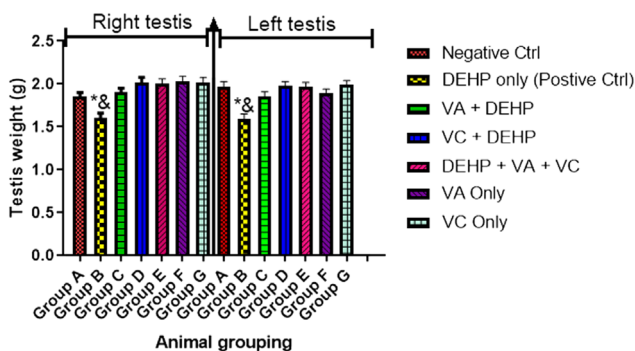 Right testis
Left testis
Testis weight (g)
2.5
2.0
1.5
1.0
0.5
0.0
*&
*&
Group A
Group B
Group C
Group D
Group E
Group F
Group G
Group A
Group B
Group C
Group D
Group E
Group F
Group G
Animal grouping
Negative Ctrl
DEHP only (Postive Ctrl)
VA + DEHP
VC + DEHP
DEHP + VA + VC
VA Only
VC Only